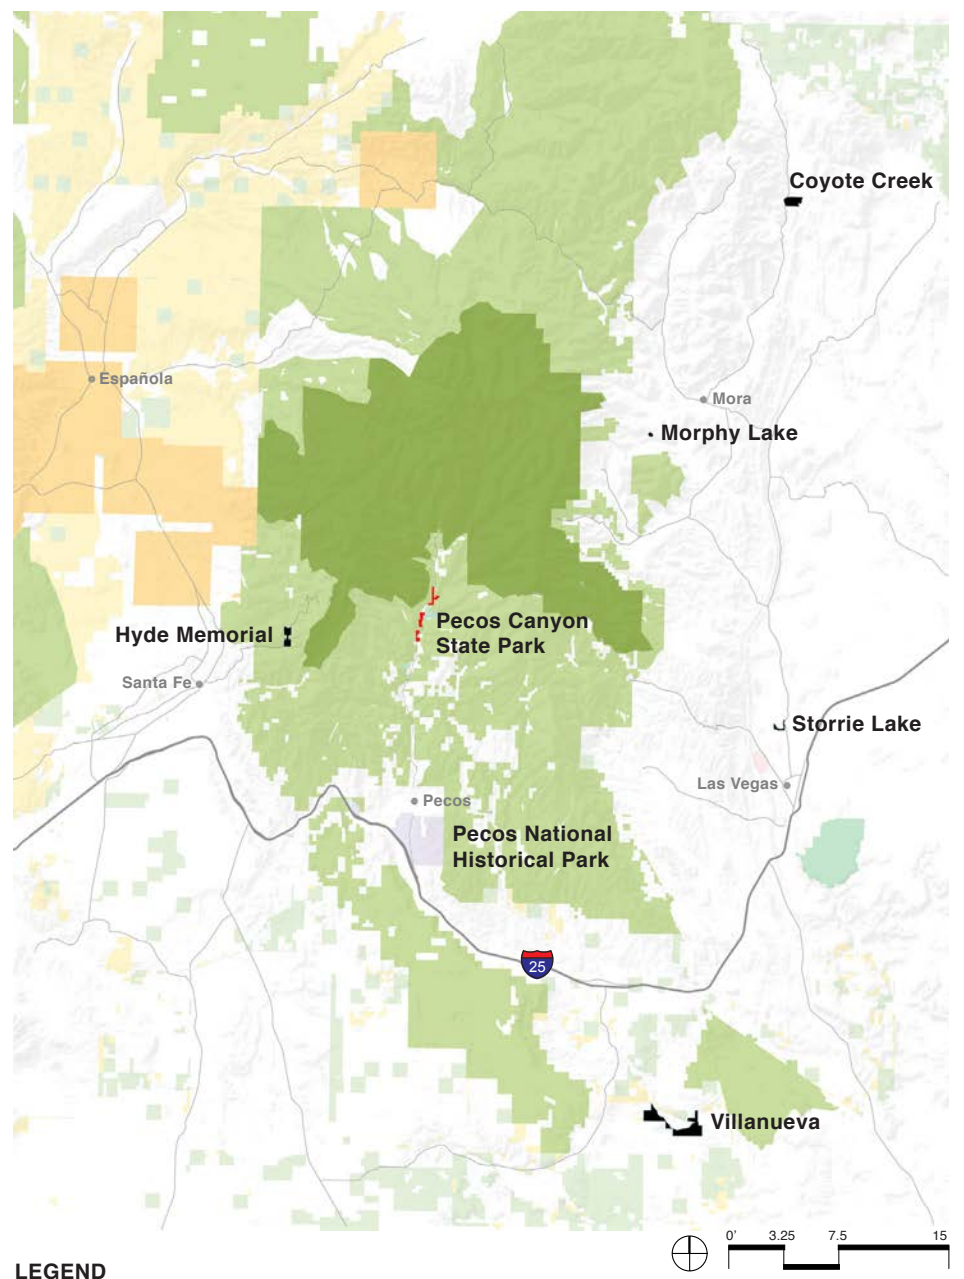 Coyote Creek
Española
Mora
Morphy Lake
Pecos Canyon
State Park
Hyde Memorial
Santa Fe
Storrie Lake
Las Vegas
Pecos
Pecos National
Historical Park
25
Villanueva
0' 3.25 7.5 15
LEGEND